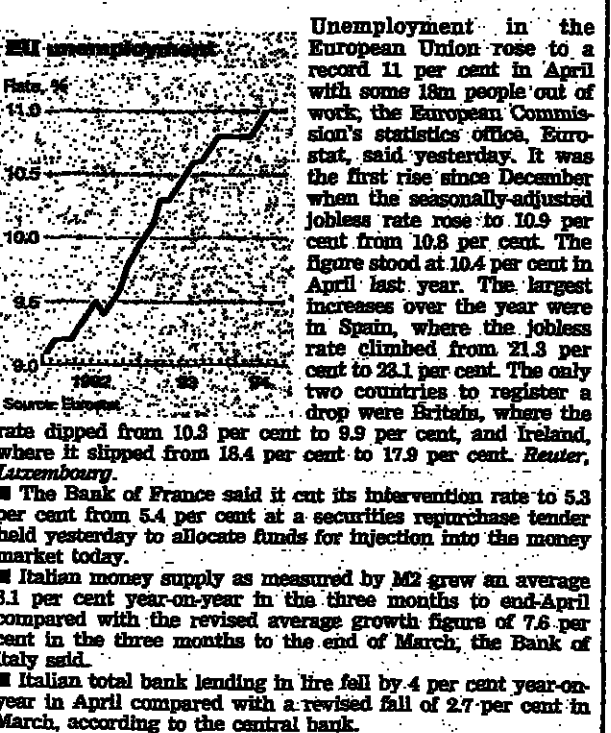 EU unemployment
Rate, %
11.0
10.5
10.0
9.5
9.0
1992 93 94
Source: Eurostat
Unemployment in the
European Union rose to a
record 11 per cent in April
with some 18m people out of
work, the European Commis-
sion's statistics office, Euro-
stat, said yesterday. It was
the first rise since December
when the seasonally-adjusted
jobless rate rose to 10.9 per
cent from 10.8 per cent. The
figure stood at 10.4 per cent in
April last year. The largest
increases over the year were
in Spain, where the jobless
rate climbed from 21.3 per
cent to 23.1 per cent. The only
two countries to register a
drop were Britain, where the
rate dipped from 10.3 per cent to 9.9 per cent, and Ireland,
where it slipped from 18.4 per cent to 17.9 per cent. Reuter,
Luxembourg.
■ The Bank of France said it cut its intervention rate to 5.3
per cent from 5.4 per cent at a securities repurchase tender
held yesterday to allocate funds for injection into the money
market today.
■ Italian money supply as measured by M2 grew an average
per cent year-on-year in the three months to end-April
compared with the revised average growth figure of 7.6 per
cent in the three months to the end of March, the Bank of
Italy said.
■ Italian total bank lending in lire fell by .4 per cent year-on-
year in April compared with a revised fall of 2.7 per cent in
March, according to the central bank.